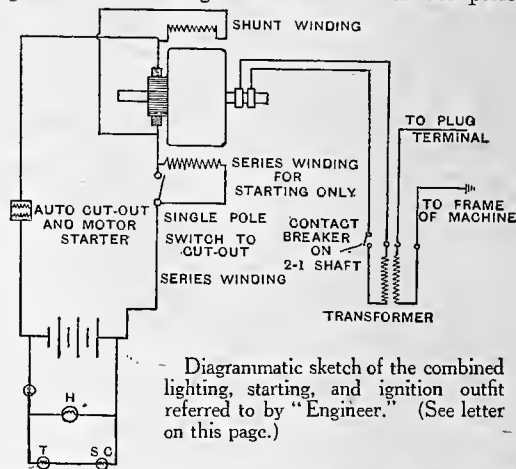 SHUNT WINDING
TO PLUG
TERMINAL
SERIES WINDING
FOR
STARTING ONLY
TO FRAME
OF MACHINE
AUTO CUT-OUT
AND MOTOR
STARTER
SINGLE POLE
SWITCH TO
CUT-OUT
SERIES WINDING
CONTACT
BREAKER
ON
2-1 SHAFT
TRANSFORMER
H
T
S C
Diagrammatic sketch of the combined
lighting, starting, and ignition outfit
referred to by "Engineer." (See letter
on this page.)